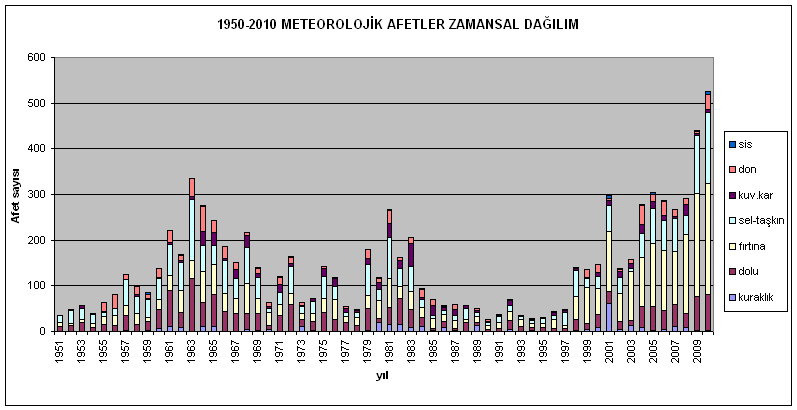 1950-2010 METEOROLOJİK AFETLER ZAMANSAL DAĞILIM
Afet sayısı
600
500
400
300
200
100
0
1951 1953 1955 1957 1959 1961 1963 1965 1967 1969 1971 1973 1975 1977 1979 1981 1983 1985 1987 1989 1991 1993 1995 1997 1999 2001 2003 2005 2007 2009
yıl
sis
don
kuv.kar
sel-taşkın
fırtına
dolu
kuraklık